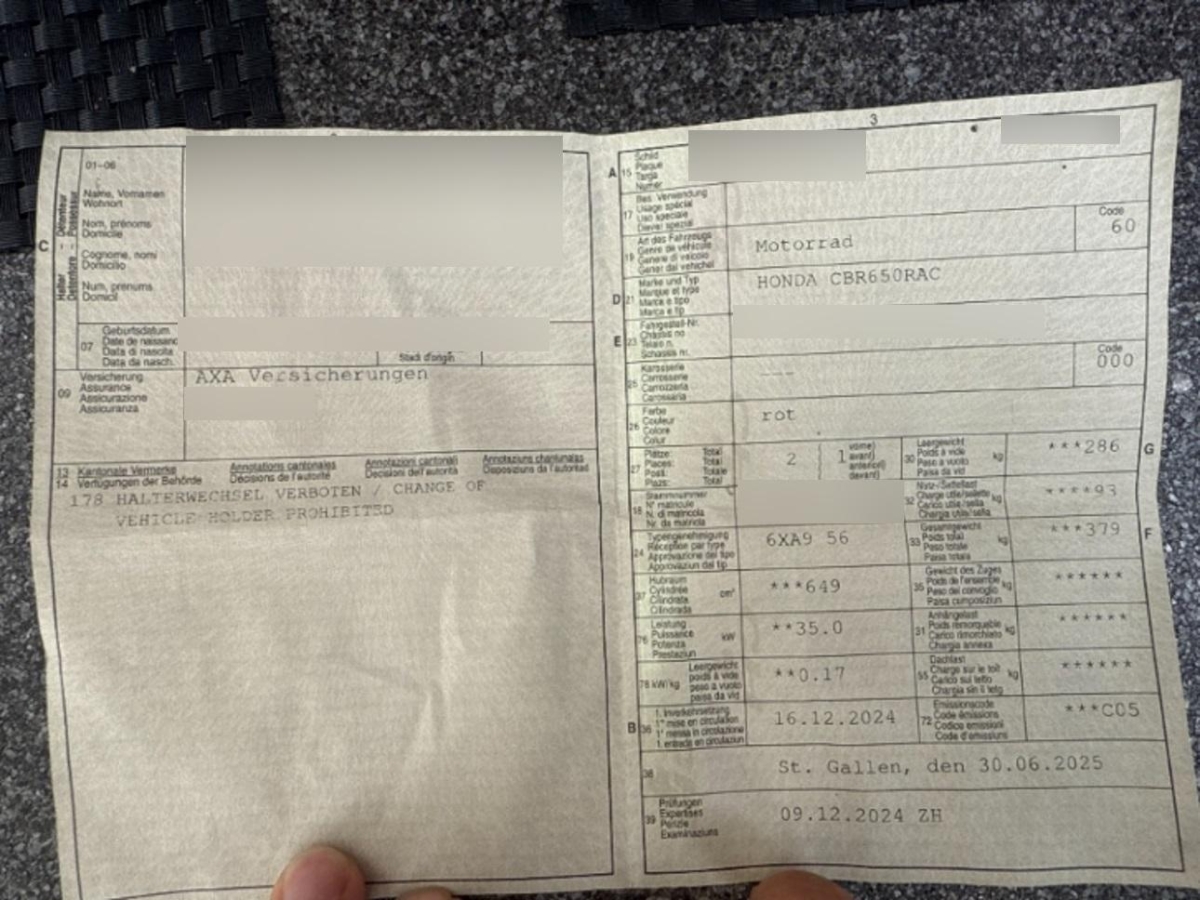 3
C
Halter Détenteur
Detentore Possessur
01-06
Name, Vornamen
Wohnort
Nom, prénoms
Domicile
Cognome, nomi
Domicilio
Num, prenums
Domicil
07
Geburtsdatum
Date de naissanc
Data di nascita
Data da nasch.
Stadi d'origin
09
Versicherung
Assurance
Assicurazione
Assicuranza
AXA Versicherungen
13 Kantonale Vermerke Annotations cantonales Annotazioni cantonali Annotaziuns chantunalas
14 Verfügungen der Behörde Décisions de l'autorité Decisioni dell'autorità Disposiziuns da l'autoritad
178 HALTERWECHSEL VERBOTEN / CHANGE OF
VEHICLE HOLDER PROHIBITED
A 15
Schild
Plaque
Targa
Numer
17
Bes. Verwendung
Usage spécial
Uso speciale
Diever spezial
19
Art des Fahrzeugs
Genre de véhicule
Genere di veicolo
Gener dal vehichel
Motorrad
Code
60
D 21
Marke und Typ
Marque et type
Marca e tipo
Marca e tip
HONDA CBR650RAC
E 23
Fahrgestell-Nr.
Châssis no
Telaio n.
Schassis nr.
25
Karosserie
Carrosserie
Carrozzeria
Carossaria
---
Code
000
26
Farbe
Couleur
Colore
Colur
rot
27
Plätze: Total
Places: Total
Posti: Totale
Plazs: Total
2
1
vorne)
avant)
anteriori)
davant)
30
Leergewicht
Poids à vide
Peso a vuoto
Paisa da vid
kg
***286
G
18
Stammnummer
N° matricule
N. di matricola
Nr. da matricla
32
Nutz-/Sattellast
Charge utile/sellette
Carico utile/sella
Chargia utila/sella
kg
****93
24
Typengenehmigung
Réception par type
Approvazione del tipo
Approvaziun dal tip
6XA9 56
33
Gesamtgewicht
Poids total
Peso totale
Paisa totala
kg
***379
F
37
Hubraum
Cylindrée
Cilindrata
Cilindrada
cm³
***649
35
Gewicht des Zuges
Poids de l'ensemble
Peso del convoglio
Paisa cumposiziun
kg
******
76
Leistung
Puissance
Potenza
Prestaziun
kW
**35.0
31
Anhängelast
Poids remorquable
Carico rimorchiato
Chargia annexa
kg
******
78 kW/kg
Leergewicht
poids à vide
peso a vuoto
paisa da vid
**0.17
55
Dachlast
Charge sur le toit
Carico sul tetto
Chargia sin il tetg
kg
******
B 36
1. Inverkehrsetzung
1re mise en circulation
1a messa in circolazione
1. entrada en circulaziun
16.12.2024
72
Emissionscode
Code émissions
Codice emissioni
Code d'emissiuns
***C05
38
St. Gallen, den 30.06.2025
39
Prüfungen
Expertises
Perizie
Examinaziuns
09.12.2024 ZH